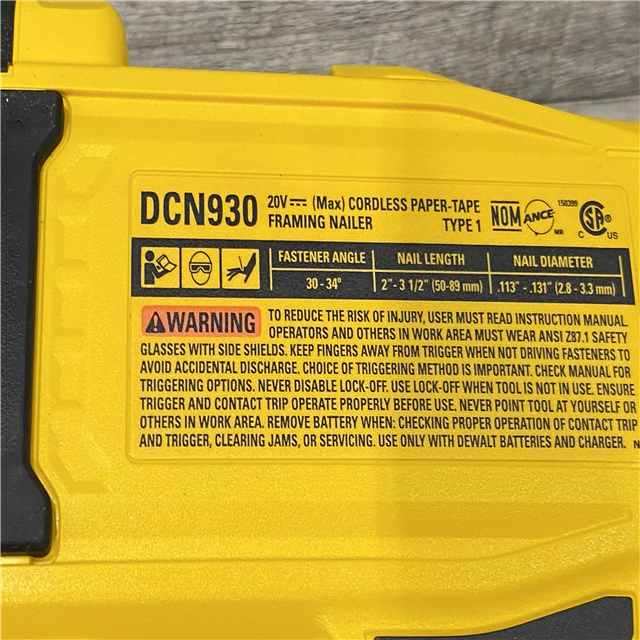 DCN930 20V⎓ (Max) CORDLESS PAPER-TAPE
FRAMING NAILER TYPE 1
NOM ANCE MR 150399
SA C US
FASTENER ANGLE NAIL LENGTH NAIL DIAMETER
30 - 34° 2"- 3 1/2" (50-89 mm) .113" - .131" (2.8 - 3.3 mm)
WARNING TO REDUCE THE RISK OF INJURY, USER MUST READ INSTRUCTION MANUAL.
OPERATORS AND OTHERS IN WORK AREA MUST WEAR ANSI Z87.1 SAFETY
GLASSES WITH SIDE SHIELDS. KEEP FINGERS AWAY FROM TRIGGER WHEN NOT DRIVING FASTENERS TO
AVOID ACCIDENTAL DISCHARGE. CHOICE OF TRIGGERING METHOD IS IMPORTANT. CHECK MANUAL FOR
TRIGGERING OPTIONS. NEVER DISABLE LOCK-OFF. USE LOCK-OFF WHEN TOOL IS NOT IN USE. ENSURE
TRIGGER AND CONTACT TRIP OPERATE PROPERLY BEFORE USE. NEVER POINT TOOL AT YOURSELF OR
OTHERS IN WORK AREA. REMOVE BATTERY WHEN: CHECKING PROPER OPERATION OF CONTACT TRIP
AND TRIGGER, CLEARING JAMS, OR SERVICING. USE ONLY WITH DEWALT BATTERIES AND CHARGER.